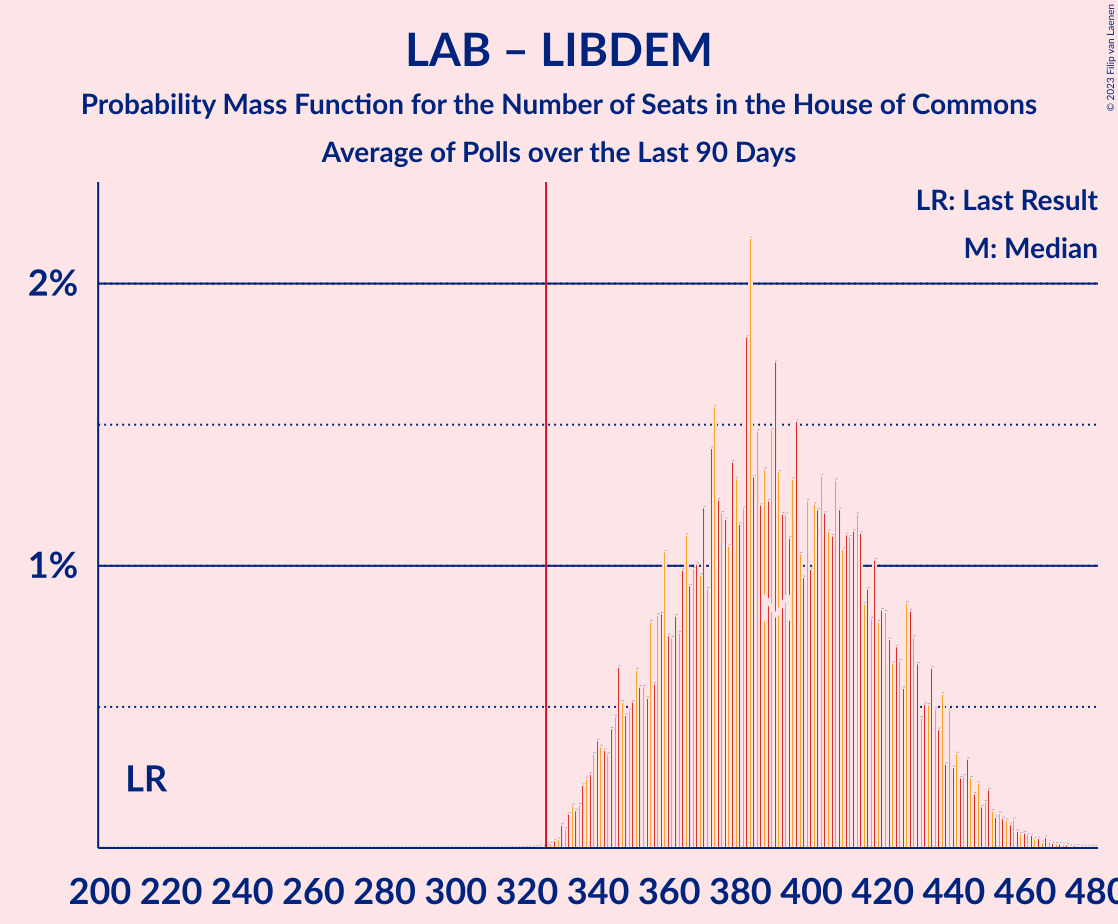 LAB – LIBDEM
Probability Mass Function for the Number of Seats in the House of Commons
Average of Polls over the Last 90 Days
© 2023 Filip van Laenen
LR: Last Result
M: Median
2%
1%
M
LR
200 220 240 260 280 300 320 340 360 380 400 420 440 460 480